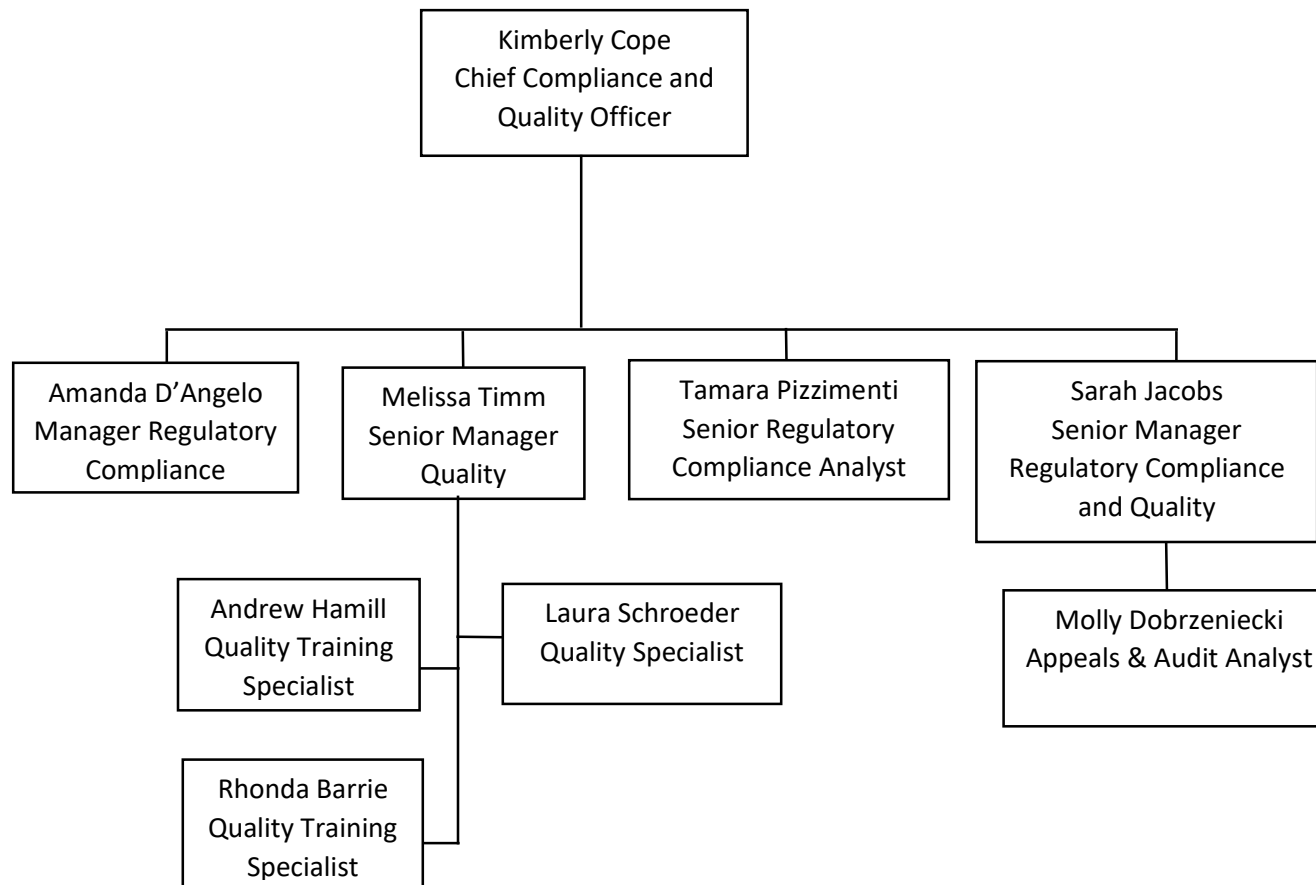 Kimberly Cope
Chief Compliance and
Quality Officer
Amanda D’Angelo
Manager Regulatory
Compliance
Melissa Timm
Senior Manager
Quality
Tamara Pizzimenti
Senior Regulatory
Compliance Analyst
Sarah Jacobs
Senior Manager
Regulatory Compliance
and Quality
Andrew Hamill
Quality Training
Specialist
Laura Schroeder
Quality Specialist
Molly Dobrzeniecki
Appeals & Audit Analyst
Rhonda Barrie
Quality Training
Specialist